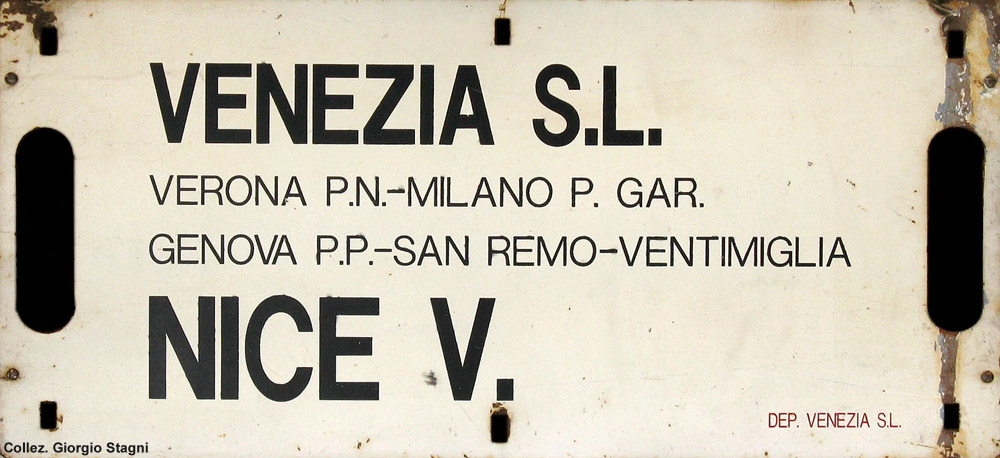 VENEZIA S.L.
VERONA P.N.-MILANO P. GAR.
GENOVA P.P.-SAN REMO-VENTIMIGLIA
NICE V.
DEP. VENEZIA S.L.
Collez. Giorgio Stagni